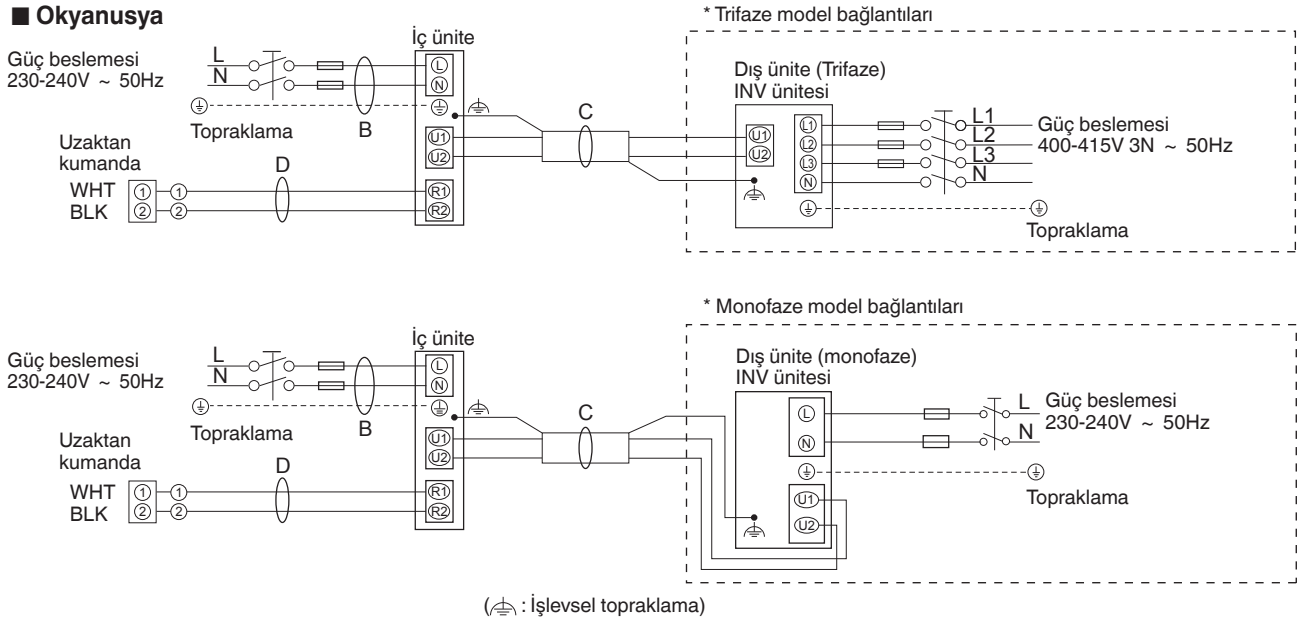 ■ Okyanusya
* Trifaze model bağlantıları
Güç beslemesi
230-240V ~ 50Hz
L
N
Topraklama
B
İç ünite
L
N
U1
U2
R1
R2
Uzaktan
kumanda
WHT 1 1
BLK 2 2
D
C
Dış ünite (Trifaze)
INV ünitesi
U1
U2
L1
L2
L3
N
L1
L2
L3
N
Güç beslemesi
400-415V 3N ~ 50Hz
Topraklama
* Monofaze model bağlantıları
Güç beslemesi
230-240V ~ 50Hz
L
N
Topraklama
B
İç ünite
L
N
U1
U2
R1
R2
Uzaktan
kumanda
WHT 1 1
BLK 2 2
D
C
Dış ünite (monofaze)
INV ünitesi
L
N
U1
U2
L
N
Güç beslemesi
230-240V ~ 50Hz
Topraklama
( : İşlevsel topraklama)